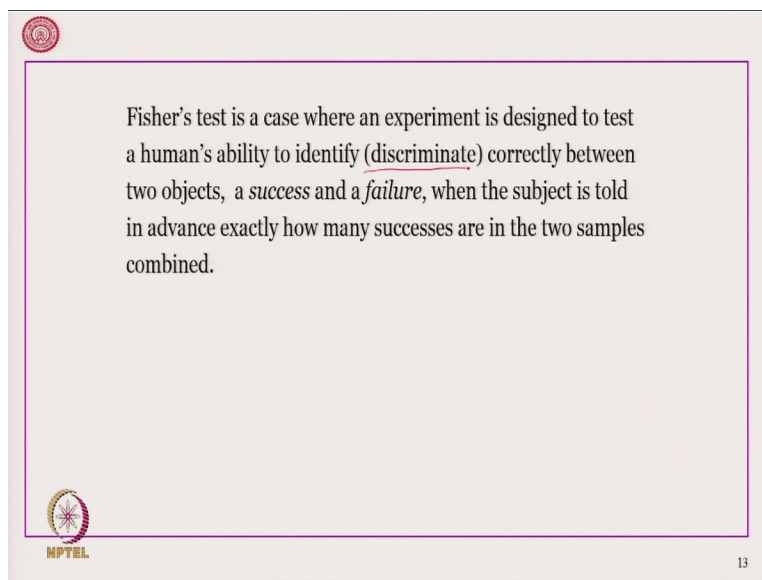 Fisher's test is a case where an experiment is designed to test
a human's ability to identify (discriminate) correctly between
two objects, a success and a failure, when the subject is told
in advance exactly how many successes are in the two samples
combined.
NPTEL
13